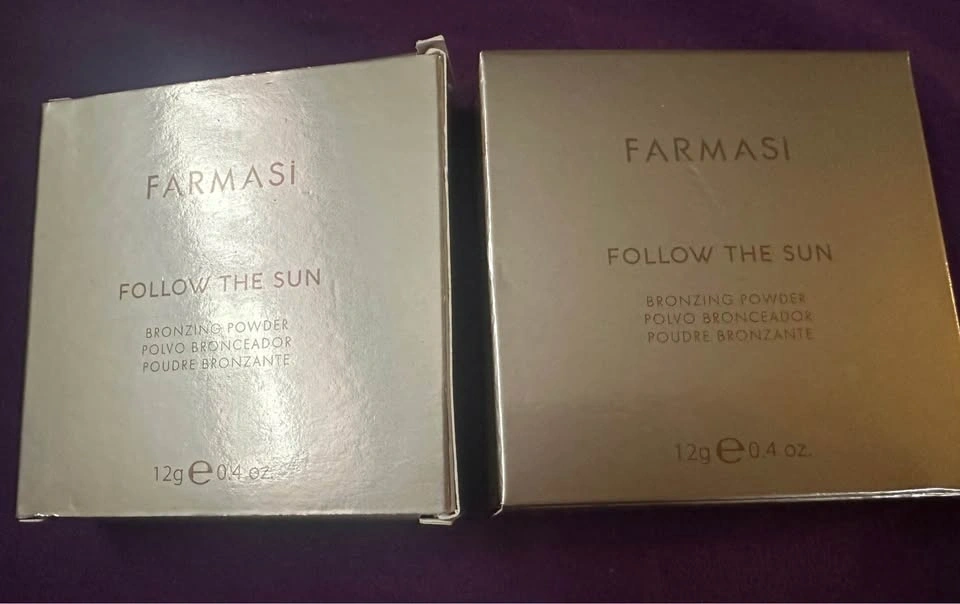 FARMASİ
FOLLOW THE SUN
BRONZING POWDER
POLVO BRONCEADOR
POUDRE BRONZANTE
12g e 0.4 oz.
FARMASİ
FOLLOW THE SUN
BRONZING POWDER
POLVO BRONCEADOR
POUDRE BRONZANTE
12g e 0.4 oz.